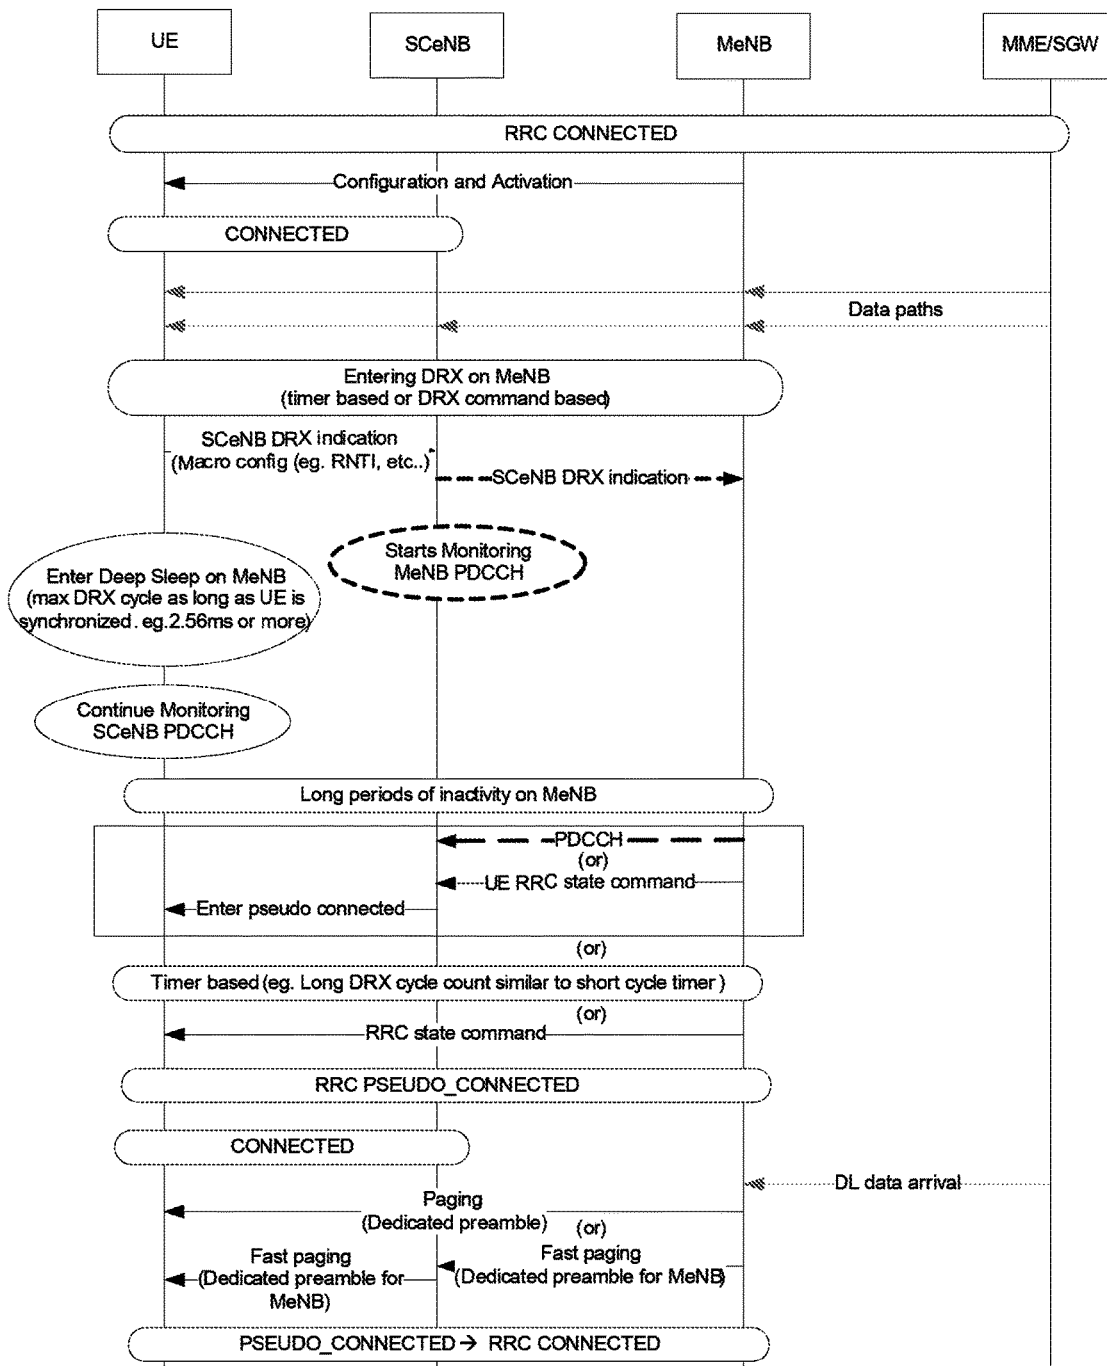 UE
SCeNB
MeNB
MME/SGW
RRC CONNECTED
Configuration and Activation
CONNECTED
Data paths
Entering DRX on MeNB
(timer based or DRX command based)
SCeNB DRX indication
(Macro config (eg. RNTI, etc..)
SCeNB DRX indication
Starts Monitoring
MeNB PDCCH
Enter Deep Sleep on MeNB
(max DRX cycle as long as UE is
synchronized. eg.2.56ms or more)
Continue Monitoring
SCeNB PDCCH
Long periods of inactivity on MeNB
PDCCH
(or)
UE RRC state command
Enter pseudo connected
(or)
Timer based (eg. Long DRX cycle count similar to short cycle timer)
(or)
RRC state command
RRC PSEUDO_CONNECTED
CONNECTED
DL data arrival
Paging
(Dedicated preamble)
(or)
Fast paging
(Dedicated preamble for
MeNB)
Fast paging
(Dedicated preamble for MeNB)
PSEUDO_CONNECTED → RRC CONNECTED